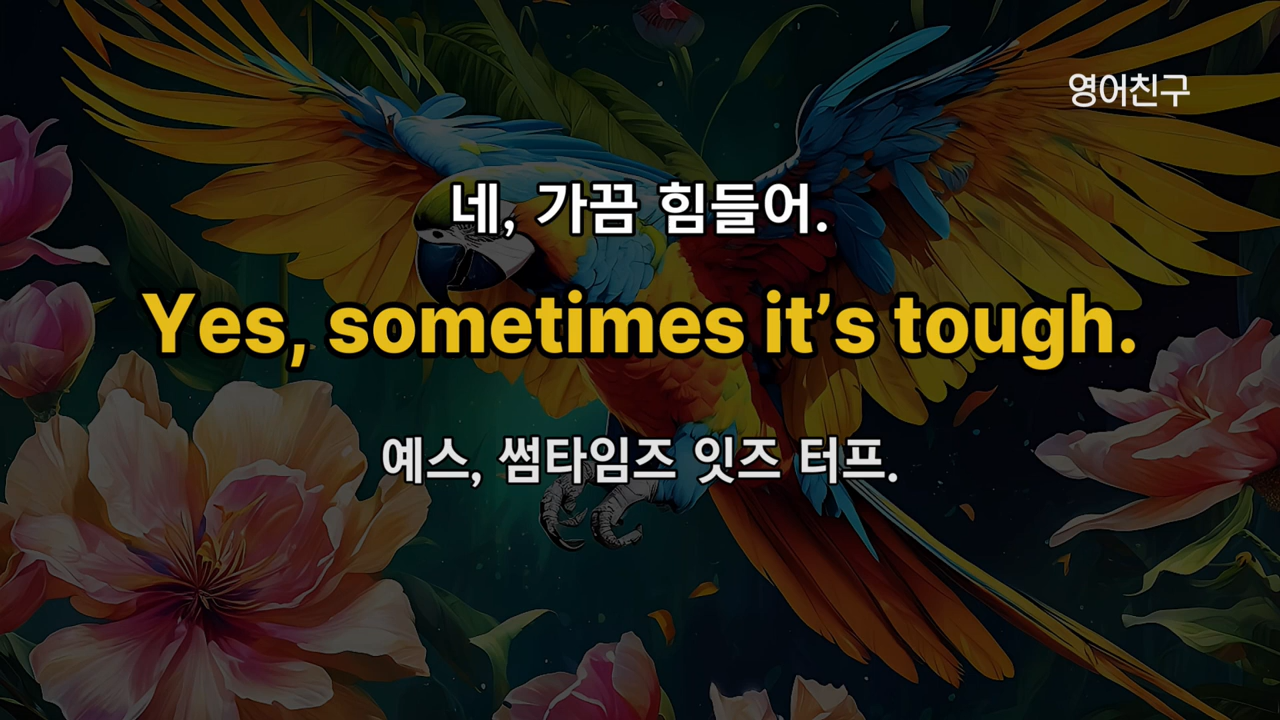 영어친구
네, 가끔 힘들어.
Yes, sometimes it’s tough.
예스, 썸타임즈 잇즈 터프.